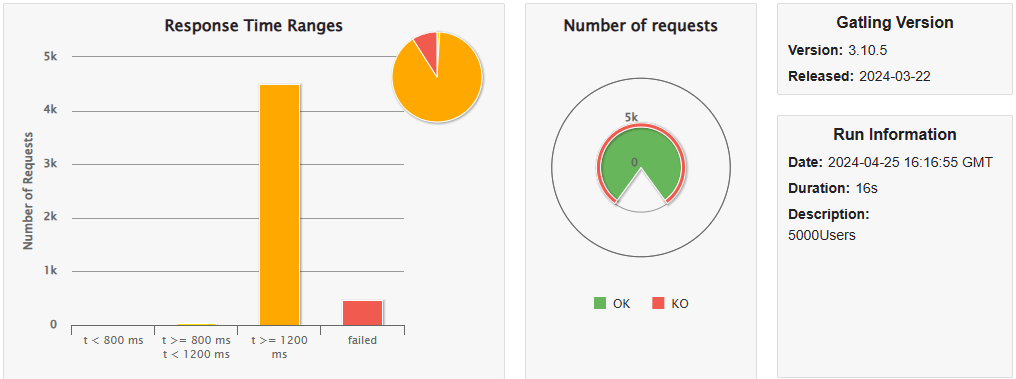 Response Time Ranges
5k
4k
3k
2k
1k
0
Number of Requests
t < 800 ms
t >= 800 ms
t < 1200 ms
t >= 1200
ms
failed
Number of requests
5k
0
OK
KO
Gatling Version
Version: 3.10.5
Released: 2024-03-22
Run Information
Date: 2024-04-25 16:16:55 GMT
Duration: 16s
Description:
5000Users